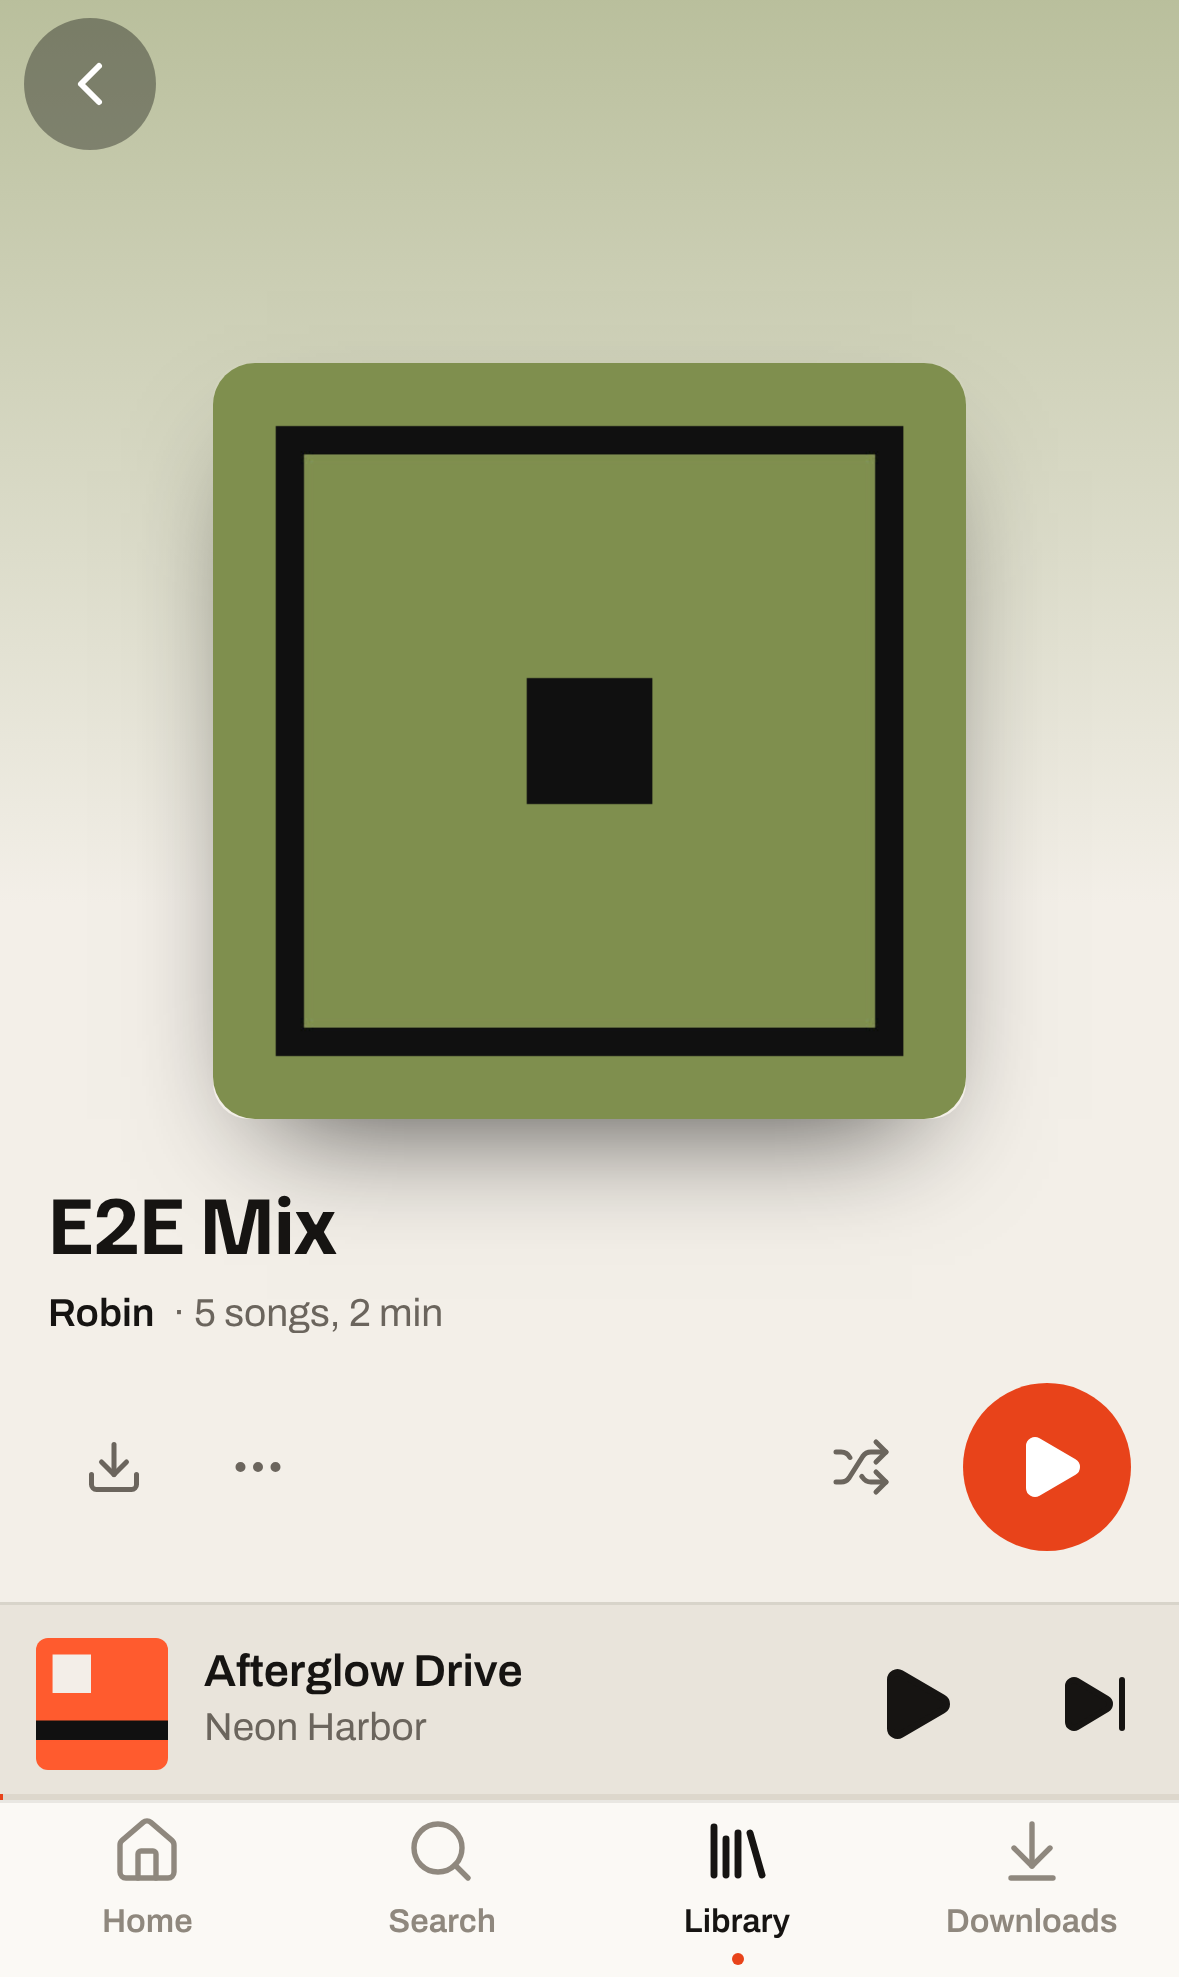 E2E Mix
Robin · 5 songs, 2 min
Afterglow Drive
Neon Harbor
Home Search Library Downloads